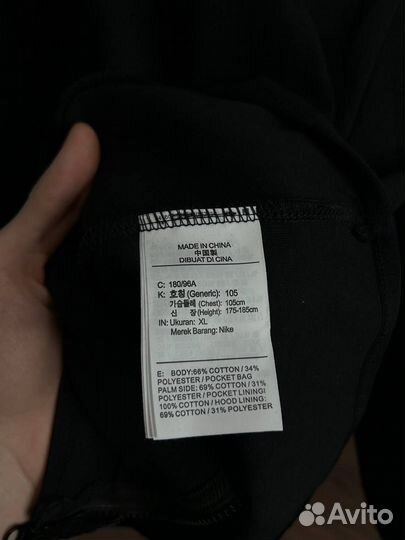 MADE IN CHINA
中国製
DIBUAT DI CINA
C: 180/96A
K: 호칭 (Generic): 105
가슴둘레 (Chest): 105cm
신 장 (Height): 175-185cm
IN: Ukuran: XL
Merek Barang: Nike
E: BODY:66% COTTON / 34%
POLYESTER / POCKET BAG
PALM SIDE: 69% COTTON / 31%
POLYESTER / POCKET LINING:
100% COTTON / HOOD LINING:
69% COTTON / 31% POLYESTER
Avito